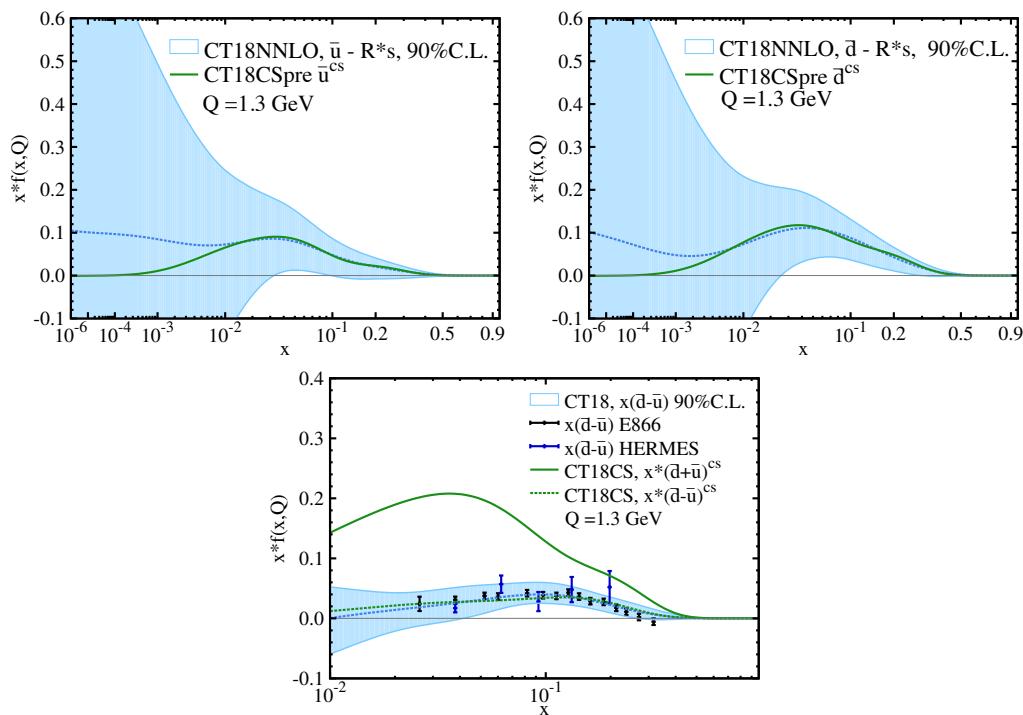 0.6
0.5
0.4
0.3
0.2
0.1
0.0
-0.1
x*f(x,Q)
CT18NNLO, ū - R*s, 90%C.L.
CT18CSpre ū^cs
Q =1.3 GeV
10^-6 10^-4 10^-3 10^-2 10^-1 0.2 0.5 0.9
x
0.6
0.5
0.4
0.3
0.2
0.1
0.0
-0.1
x*f(x,Q)
CT18NNLO, d̄ - R*s, 90%C.L.
CT18CSpre d̄^cs
Q =1.3 GeV
10^-6 10^-4 10^-3 10^-2 10^-1 0.2 0.5 0.9
x
0.4
0.3
0.2
0.1
0.0
-0.1
x*f(x,Q)
CT18, x(d̄-ū) 90%C.L.
x(d̄-ū) E866
x(d̄-ū) HERMES
CT18CS, x*(d̄+ū)^cs
CT18CS, x*(d̄-ū)^cs
Q =1.3 GeV
10^-2 10^-1
x